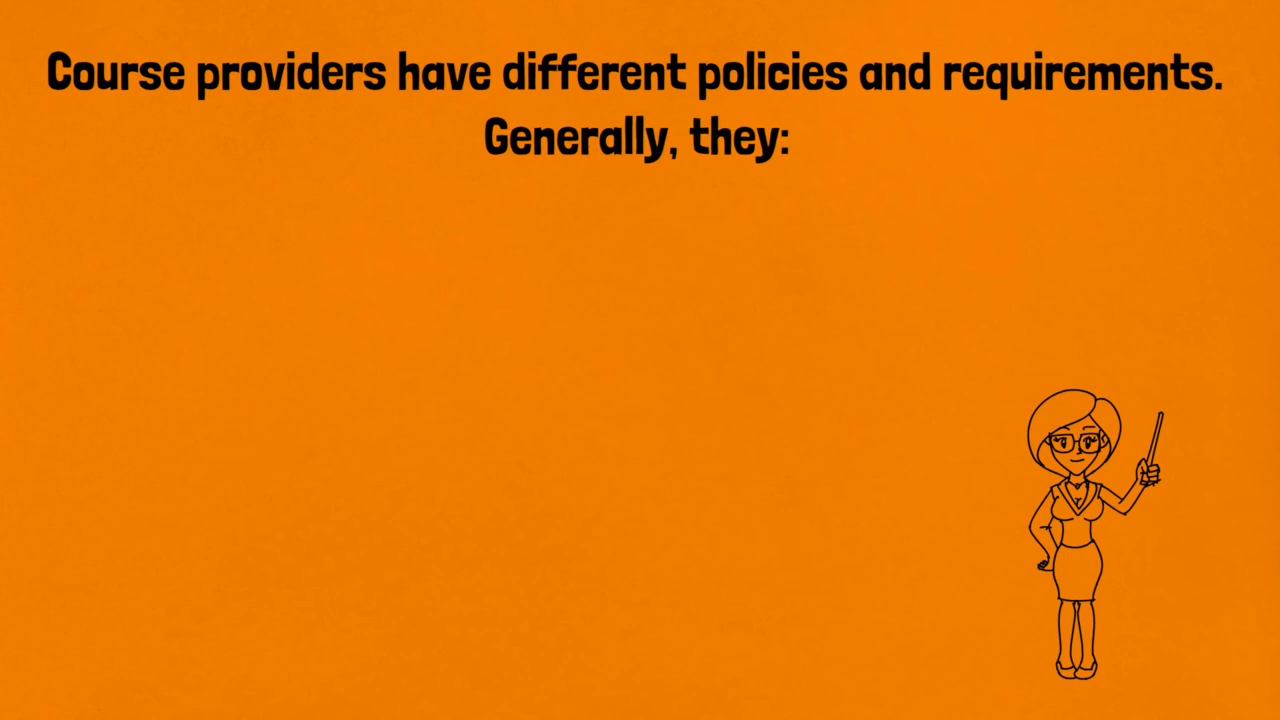 Course providers have different policies and requirements.
Generally, they: